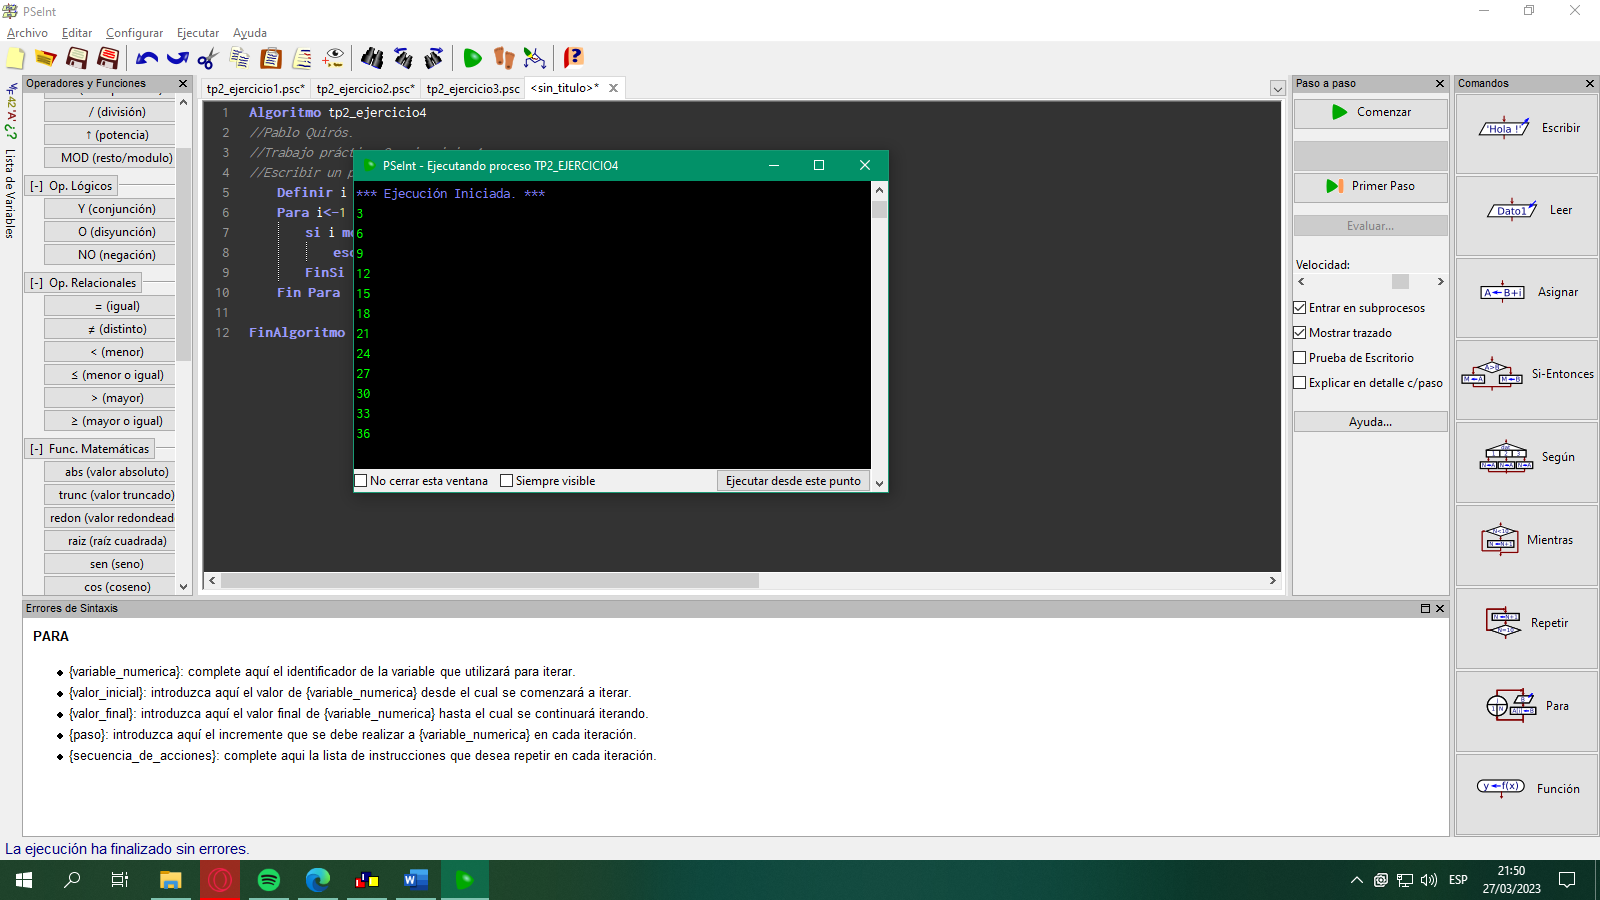 PSeInt
Archivo Editar Configurar Ejecutar Ayuda
Operadores y Funciones
/ (división)
↑ (potencia)
MOD (resto/modulo)
[-] Op. Lógicos
Y (conjunción)
O (disyunción)
NO (negación)
[-] Op. Relacionales
= (igual)
≠ (distinto)
< (menor)
≤ (menor o igual)
> (mayor)
≥ (mayor o igual)
[-] Func. Matemáticas
abs (valor absoluto)
trunc (valor truncado)
redon (valor redondead
raiz (raíz cuadrada)
sen (seno)
cos (coseno)
Lista de Variables
tp2_ejercicio1.psc* tp2_ejercicio2.psc* tp2_ejercicio3.psc <sin_titulo>*
1 Algoritmo tp2_ejercicio4
2 //Pablo Quirós.
3 //Trabajo práctic
4 //Escribir un p
5 Definir i
6 Para i<-1
7 si i m
8 esc
9 FinSi
10 Fin Para
11
12 FinAlgoritmo
PSeInt - Ejecutando proceso TP2_EJERCICIO4
*** Ejecución Iniciada. ***
3
6
9
12
15
18
21
24
27
30
33
36
No cerrar esta ventana Siempre visible Ejecutar desde este punto
Paso a paso
Comenzar
Primer Paso
Evaluar...
Velocidad:
Entrar en subprocesos
Mostrar trazado
Prueba de Escritorio
Explicar en detalle c/paso
Ayuda...
Comandos
'Hola !' Escribir
Dato1 Leer
A←B+i Asignar
A>B M←A M←B Si-Entonces
Según
Mientras
Repetir
Para
y←f(x) Función
Errores de Sintaxis
PARA
{variable_numerica}: complete aquí el identificador de la variable que utilizará para iterar.
{valor_inicial}: introduzca aquí el valor de {variable_numerica} desde el cual se comenzará a iterar.
{valor_final}: introduzca aquí el valor final de {variable_numerica} hasta el cual se continuará iterando.
{paso}: introduzca aquí el incremente que se debe realizar a {variable_numerica} en cada iteración.
{secuencia_de_acciones}: complete aqui la lista de instrucciones que desea repetir en cada iteración.
La ejecución ha finalizado sin errores.
ESP
21:50
27/03/2023